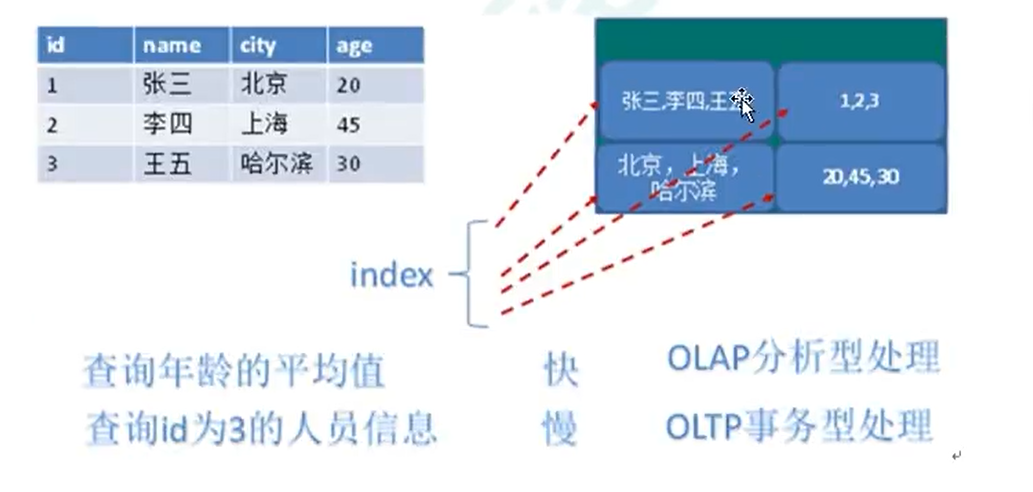 id name city age
1 张三 北京 20
2 李四 上海 45
3 王五 哈尔滨 30
张三,李四,王
1,2,3
北京，上海，
哈尔滨
20,45,30
index
查询年龄的平均值 快 OLAP分析型处理
查询id为3的人员信息 慢 OLTP事务型处理